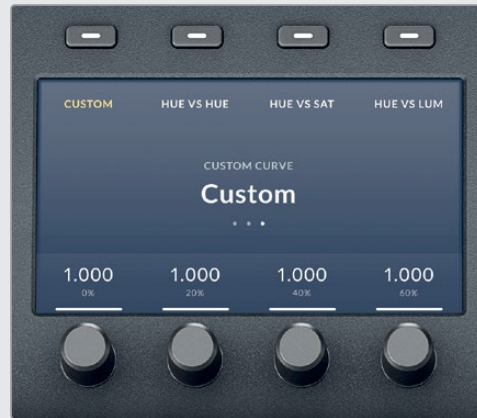 CUSTOM HUE VS HUE HUE VS SAT HUE VS LUM
CUSTOM CURVE
Custom
1.000 1.000 1.000 1.000
0% 20% 40% 60%